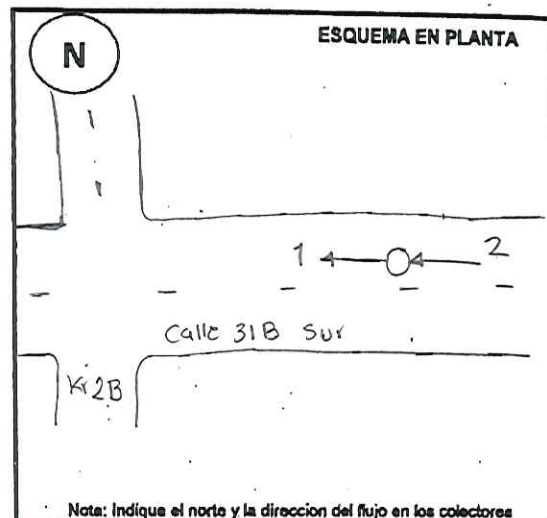 ESQUEMA EN PLANTA
N
1
2
Calle 31B Sur
Kr 2B
Nota: Indique el norte y la direccion del flujo en los colectores